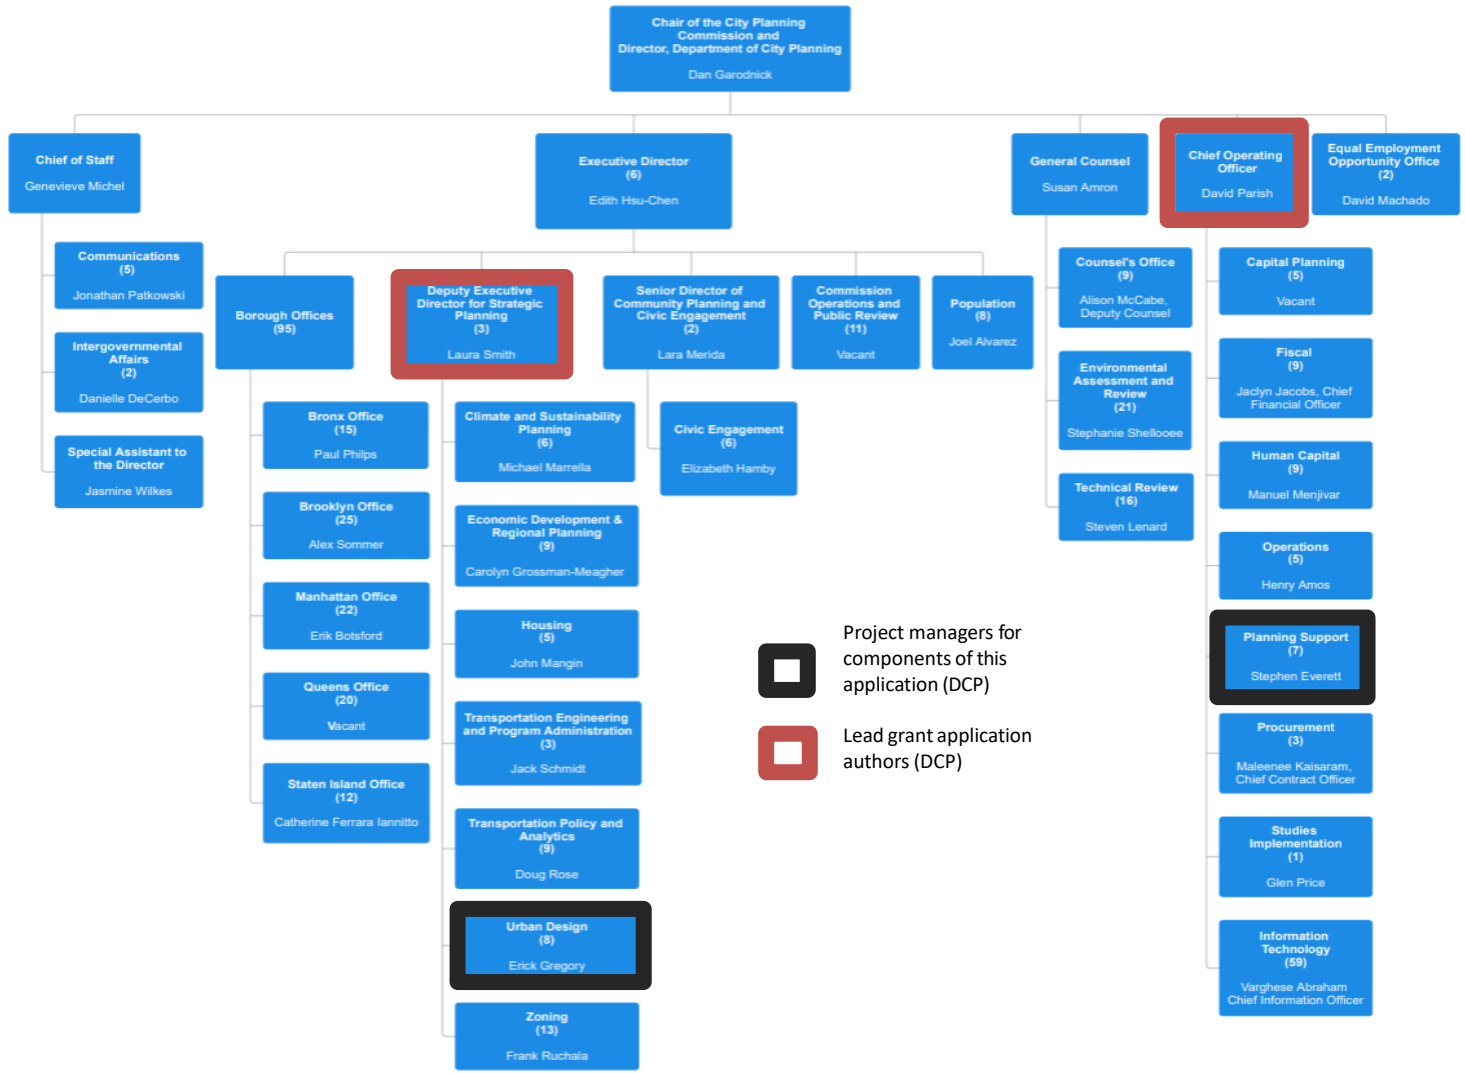 Chair of the City Planning
Commission and
Director, Department of City Planning
Dan Garodnick
Chief of Staff
Genevieve Michel
Communications
(5)
Jonathan Patkowski
Intergovernmental
Affairs
(2)
Danielle DeCerbo
Special Assistant to
the Director
Jasmine Wilkes
Executive Director
(6)
Edith Hsu-Chen
Borough Offices
(95)
Bronx Office
(15)
Paul Philps
Brooklyn Office
(25)
Alex Sommer
Manhattan Office
(22)
Erik Botsford
Queens Office
(20)
Vacant
Staten Island Office
(12)
Catherine Ferrara Iannitto
Deputy Executive
Director for Strategic
Planning
(3)
Laura Smith
Climate and Sustainability
Planning
(6)
Michael Marrella
Economic Development &
Regional Planning
(9)
Carolyn Grossman-Meagher
Housing
(5)
John Mangin
Transportation Engineering
and Program Administration
(3)
Jack Schmidt
Transportation Policy and
Analytics
(9)
Doug Rose
Urban Design
(8)
Erick Gregory
Zoning
(13)
Frank Ruchala
Senior Director of
Community Planning and
Civic Engagement
(2)
Lara Merida
Civic Engagement
(6)
Elizabeth Hamby
Commission
Operations and
Public Review
(11)
Vacant
Population
(8)
Joel Alvarez
General Counsel
Susan Amron
Counsel's Office
(9)
Alison McCabe,
Deputy Counsel
Environmental
Assessment and
Review
(21)
Stephanie Shellooee
Technical Review
(16)
Steven Lenard
Chief Operating
Officer
David Parish
Capital Planning
(5)
Vacant
Fiscal
(9)
Jaclyn Jacobs, Chief
Financial Officer
Human Capital
(9)
Manuel Menjivar
Operations
(5)
Henry Amos
Planning Support
(7)
Stephen Everett
Procurement
(3)
Maleenee Kaisaram,
Chief Contract Officer
Studies
Implementation
(1)
Glen Price
Information
Technology
(59)
Varghese Abraham
Chief Information Officer
Equal Employment
Opportunity Office
(2)
David Machado
Project managers for
components of this
application (DCP)
Lead grant application
authors (DCP)